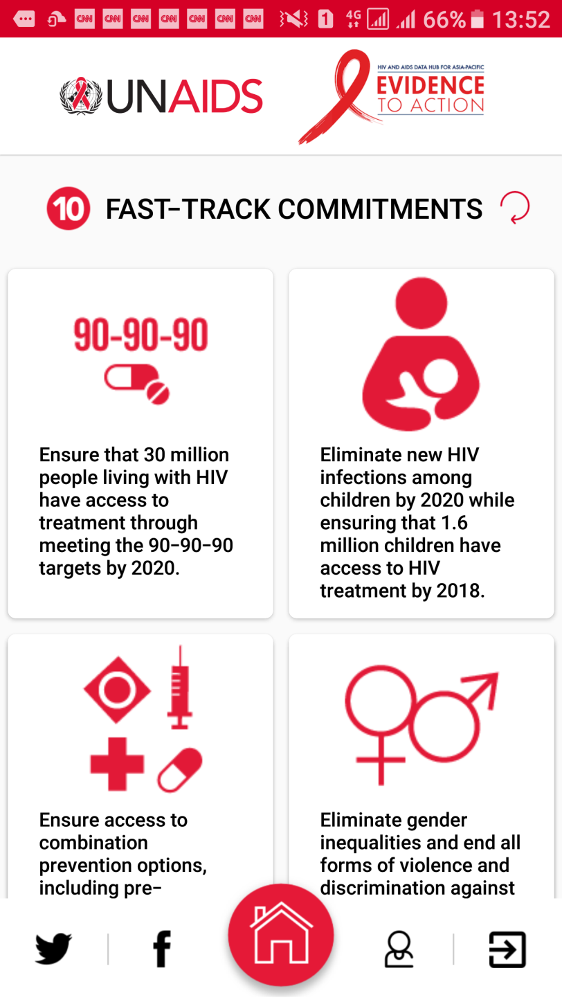 CNN CNN CNN CNN CNN CNN CNN 1 4G 66% 13:52
UNAIDS
HIV AND AIDS DATA HUB FOR ASIA-PACIFIC
EVIDENCE
TO ACTION
10 FAST-TRACK COMMITMENTS
90-90-90
Ensure that 30 million
people living with HIV
have access to
treatment through
meeting the 90-90-90
targets by 2020.
Eliminate new HIV
infections among
children by 2020 while
ensuring that 1.6
million children have
access to HIV
treatment by 2018.
Ensure access to
combination
prevention options,
including pre-
Eliminate gender
inequalities and end all
forms of violence and
discrimination against